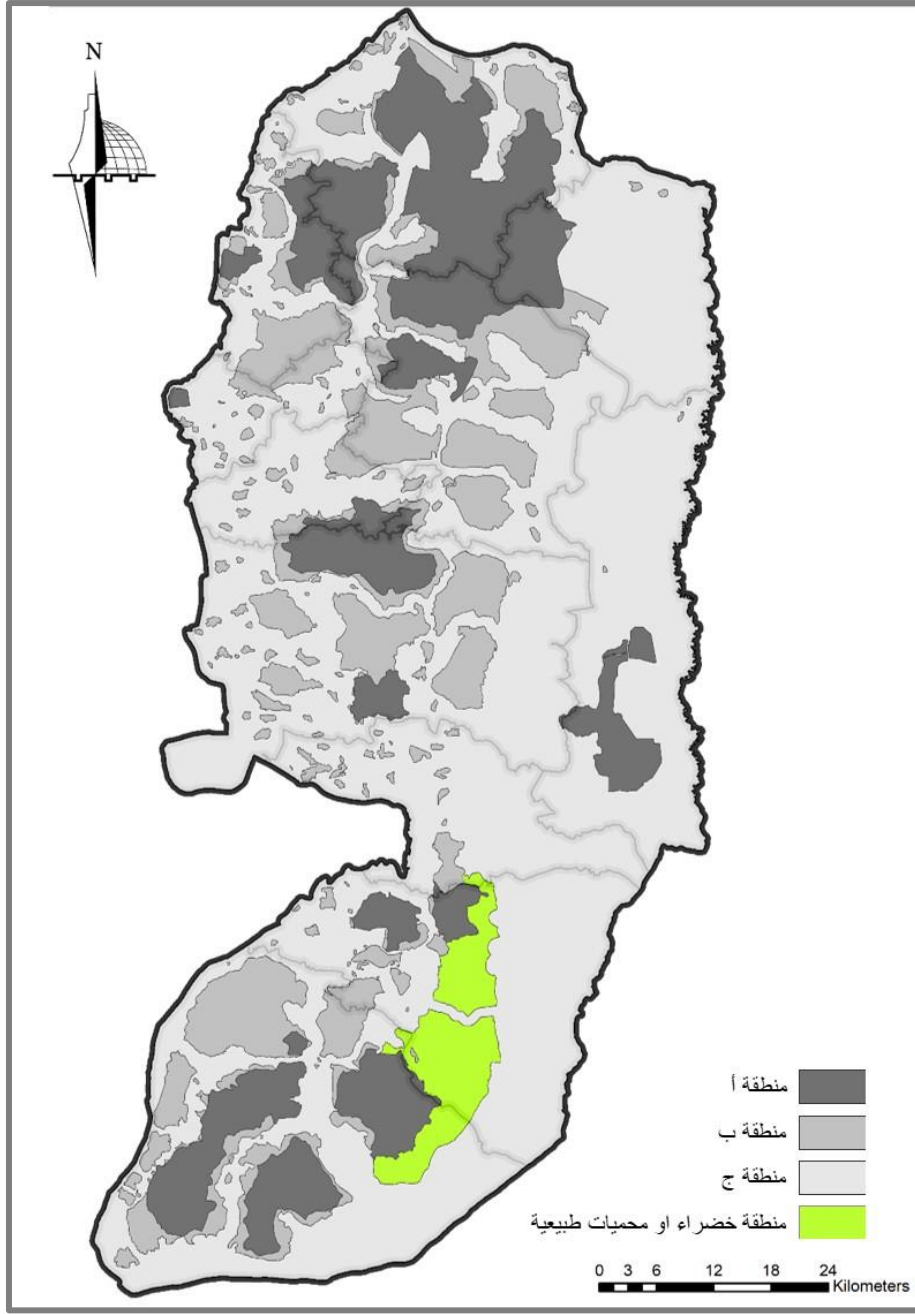 N
منطقة أ
منطقة ب
منطقة ج
منطقة خضراء او محميات طبيعية
0 3 6 12 18 24
Kilometers